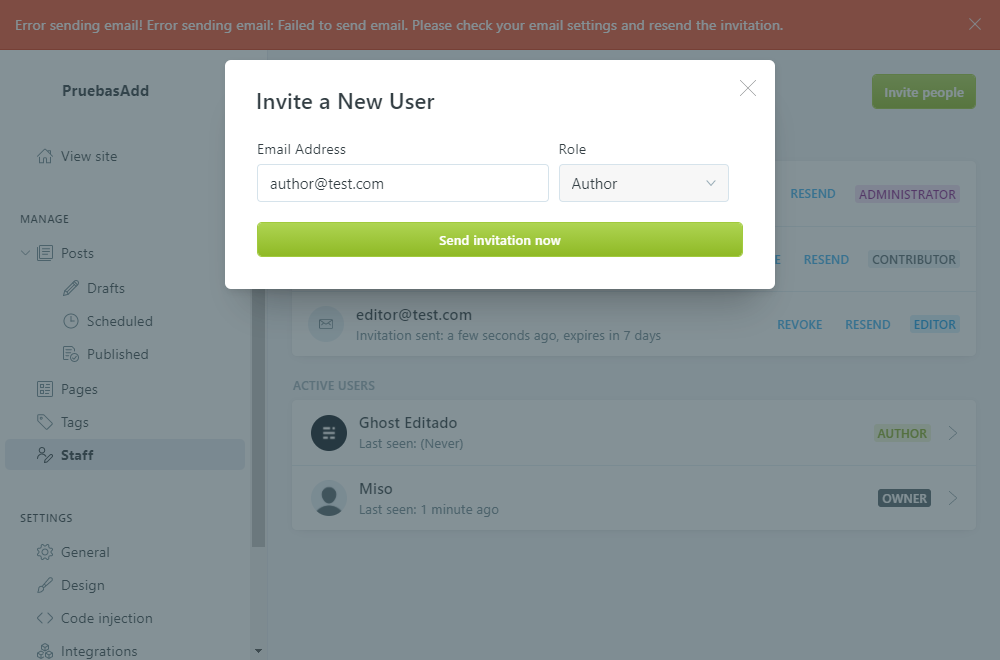 Error sending email! Error sending email: Failed to send email. Please check your email settings and resend the invitation.
PruebasAdd
Invite people
Invite a New User
Email Address
Role
author@test.com
Author
Send invitation now
View site
MANAGE
Posts
Drafts
Scheduled
Published
Pages
Tags
Staff
SETTINGS
General
Design
Code injection
Integrations
RESEND ADMINISTRATOR
RESEND CONTRIBUTOR
editor@test.com
Invitation sent: a few seconds ago, expires in 7 days
REVOKE RESEND EDITOR
ACTIVE USERS
Ghost Editado
Last seen: (Never)
AUTHOR
Miso
Last seen: 1 minute ago
OWNER